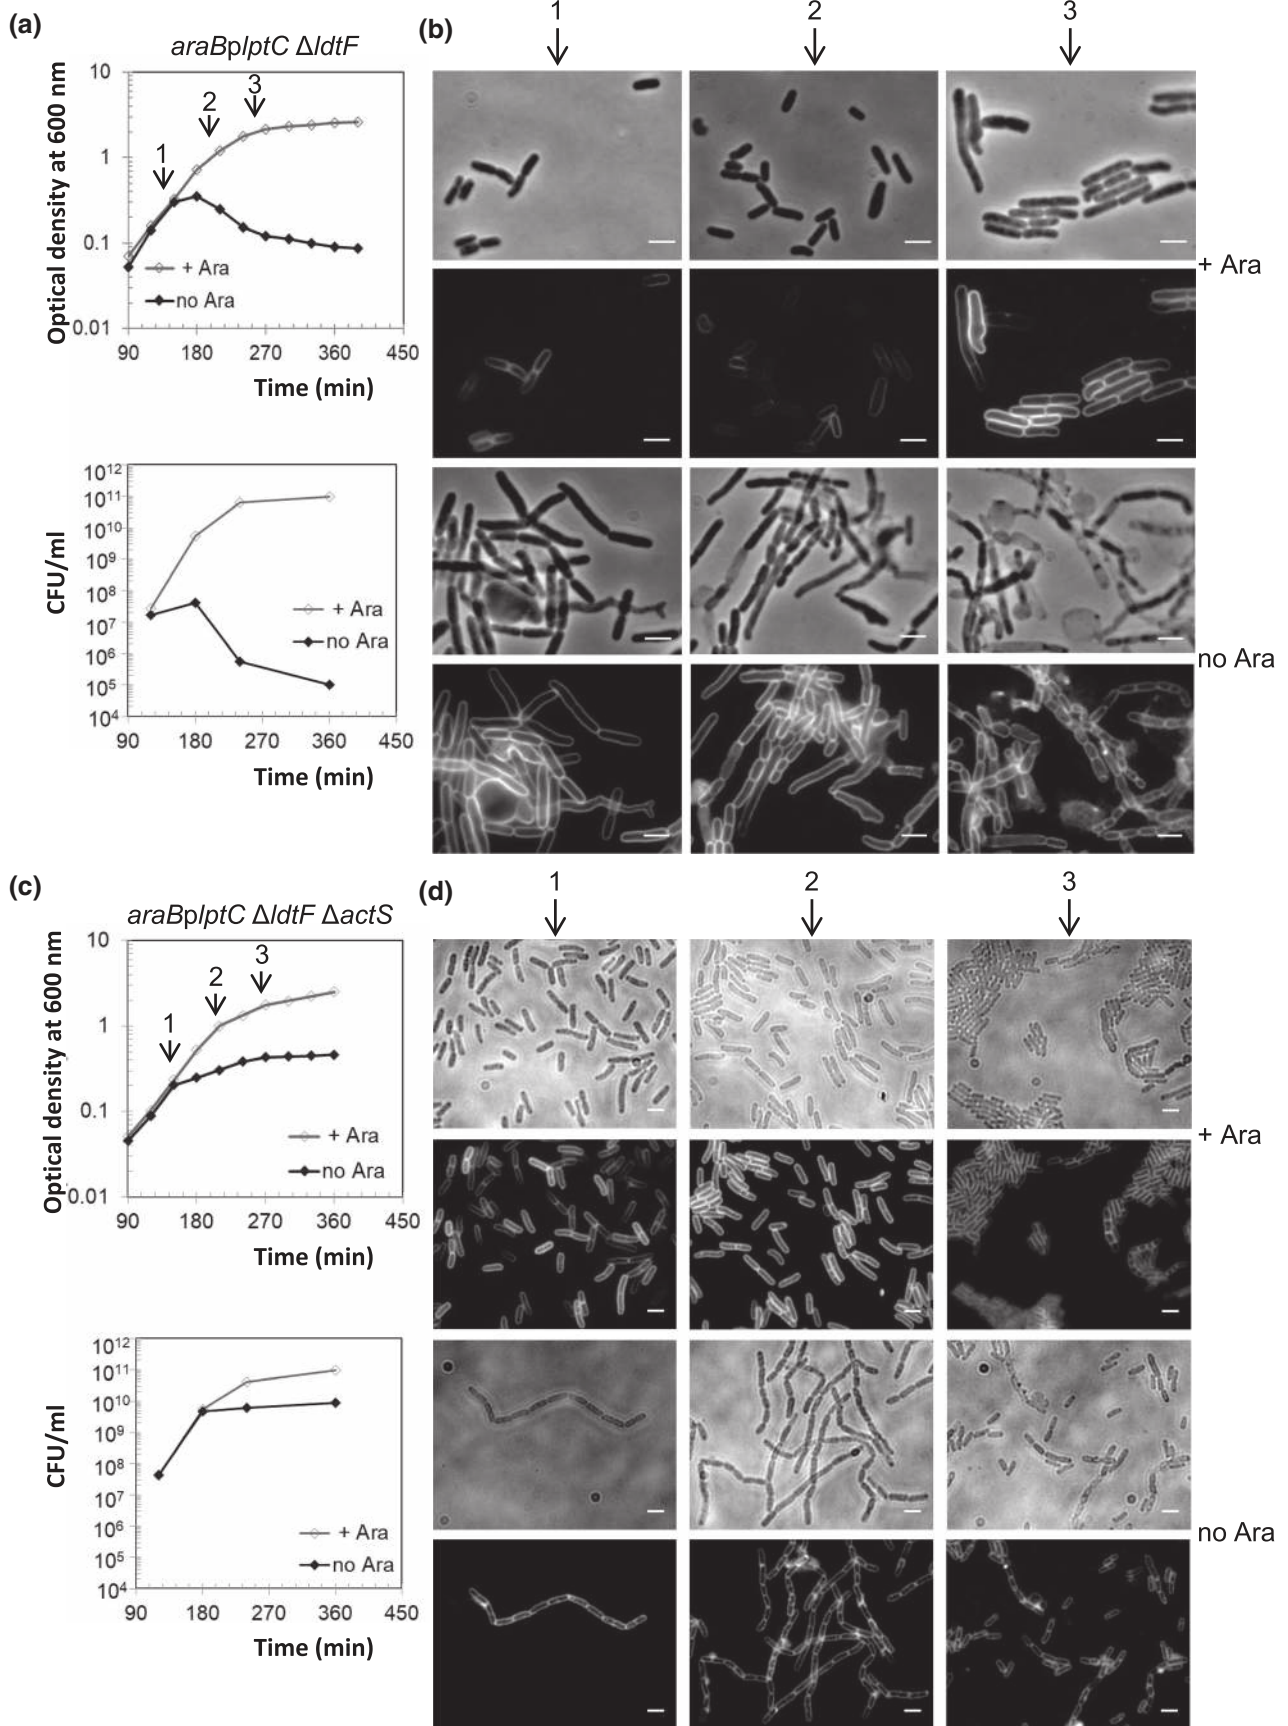 (a)
araBplptC ΔldtF
Optical density at 600 nm
10
1
0.1
0.01
1
2
3
+ Ara
no Ara
90 180 270 360 450
Time (min)
CFU/ml
10¹²
10¹¹
10¹⁰
10⁹
10⁸
10⁷
10⁶
10⁵
10⁴
+ Ara
no Ara
90 180 270 360 450
Time (min)
(b)
1 2 3
+ Ara
no Ara
(c)
araBplptC ΔldtF ΔactS
Optical density at 600 nm
10
1
0.1
0.01
1
2
3
+ Ara
no Ara
90 180 270 360 450
Time (min)
CFU/ml
10¹²
10¹¹
10¹⁰
10⁹
10⁸
10⁷
10⁶
10⁵
10⁴
+ Ara
no Ara
90 180 270 360 450
Time (min)
(d)
1 2 3
+ Ara
no Ara